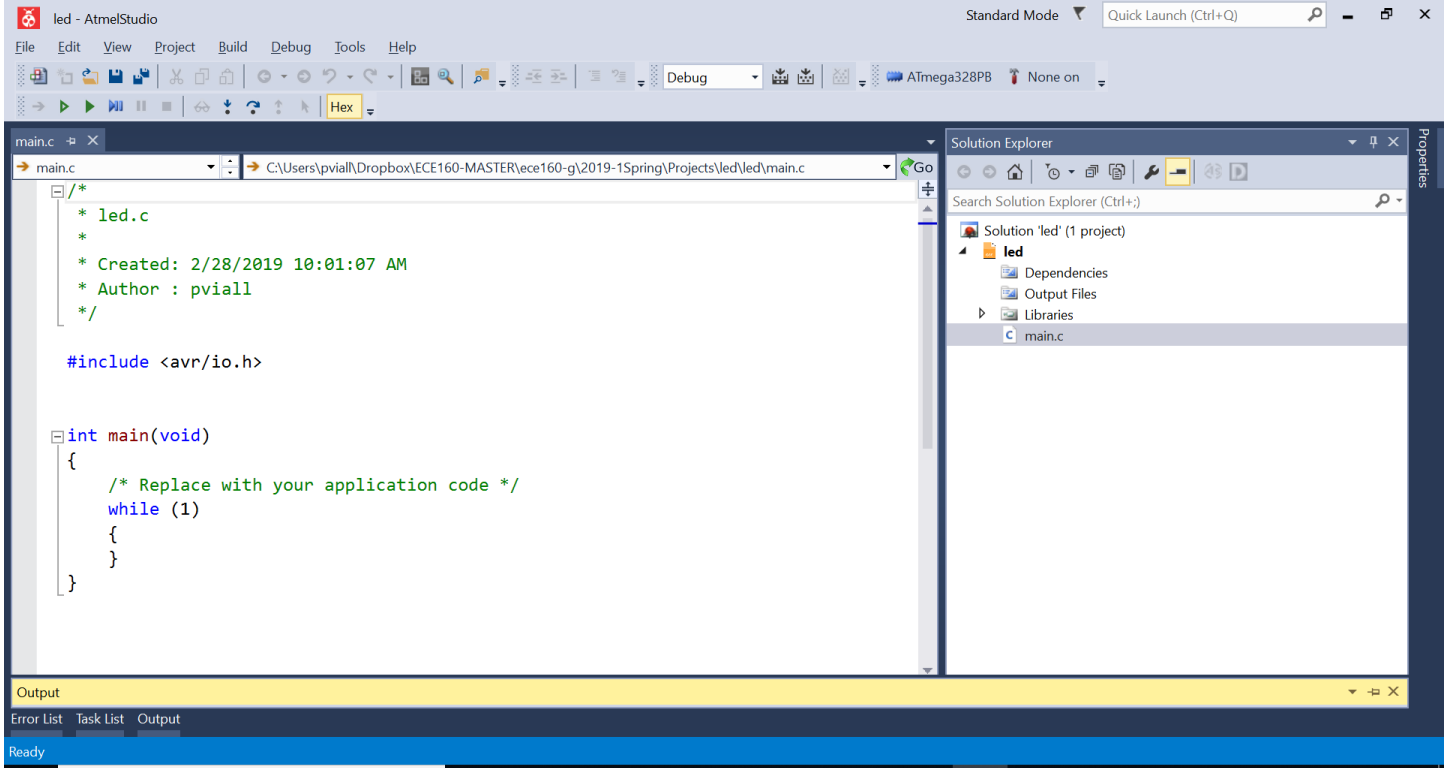 led - AtmelStudio
Standard Mode
Quick Launch (Ctrl+Q)
File Edit View Project Build Debug Tools Help
Debug
ATmega328PB
None on
Hex
main.c
main.c
C:\Users\pviall\Dropbox\ECE160-MASTER\ece160-g\2019-1Spring\Projects\led\led\main.c
Go
/*
* led.c
*
* Created: 2/28/2019 10:01:07 AM
* Author : pviall
*/
#include <avr/io.h>
int main(void)
{
/* Replace with your application code */
while (1)
{
}
}
Solution Explorer
Search Solution Explorer (Ctrl+;)
Solution 'led' (1 project)
led
Dependencies
Output Files
Libraries
C main.c
Properties
Output
Error List Task List Output
Ready